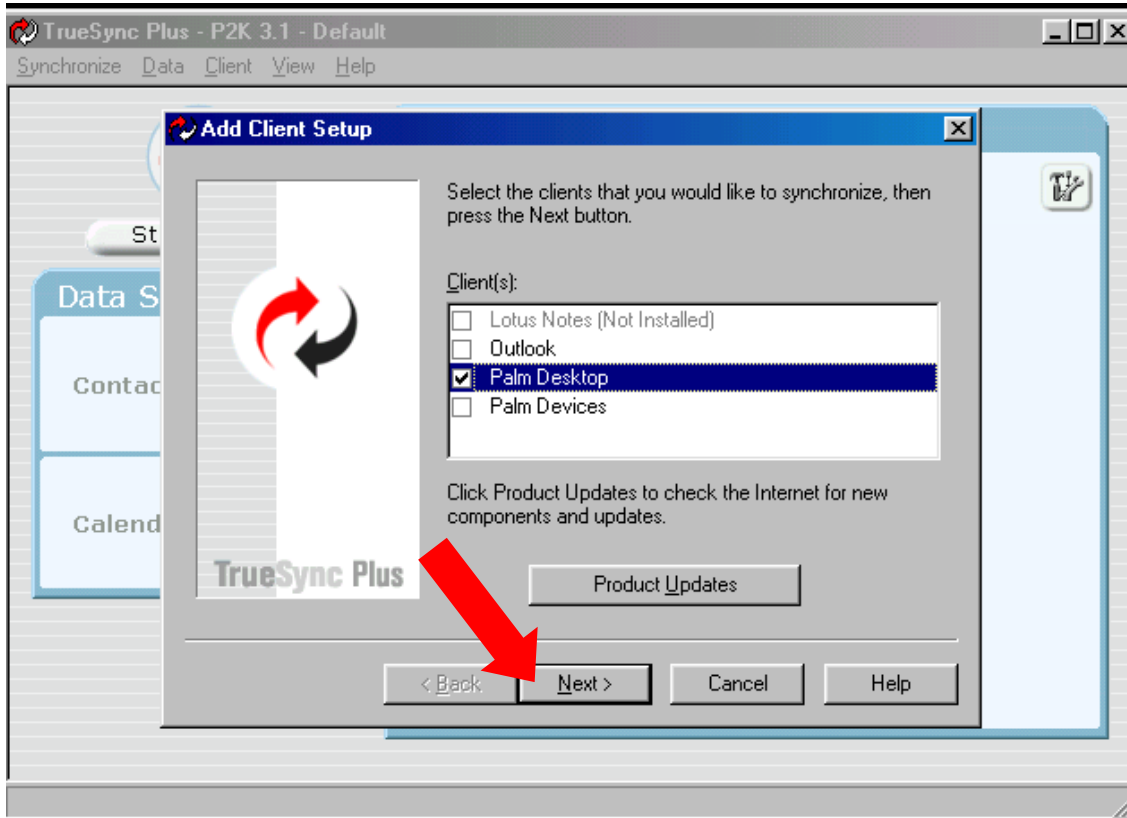 TrueSync Plus - P2K 3.1 - Default
Synchronize Data Client View Help
Add Client Setup
Select the clients that you would like to synchronize, then
press the Next button.
St
Data S
Client(s):
Lotus Notes (Not Installed)
Outlook
Contac
Palm Desktop
Palm Devices
Click Product Updates to check the Internet for new
components and updates.
Calend
TrueSync Plus
Product Updates
< Back Next > Cancel Help